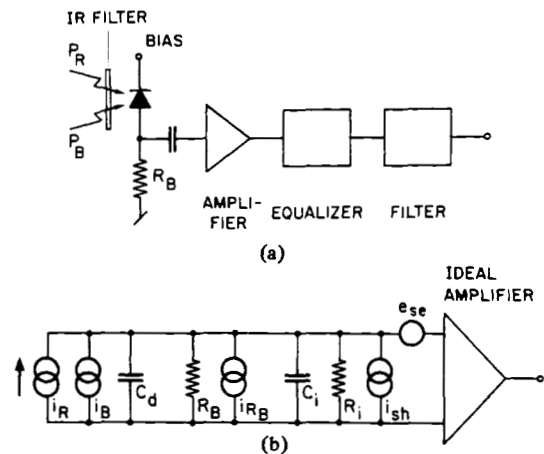 IR FILTER
BIAS
P_R
P_B
R_B
AMPLI-
FIER
EQUALIZER
FILTER
(a)
IDEAL
AMPLIFIER
e_se
i_R
i_B
C_d
R_B
i_R_B
C_i
R_i
i_sh
(b)